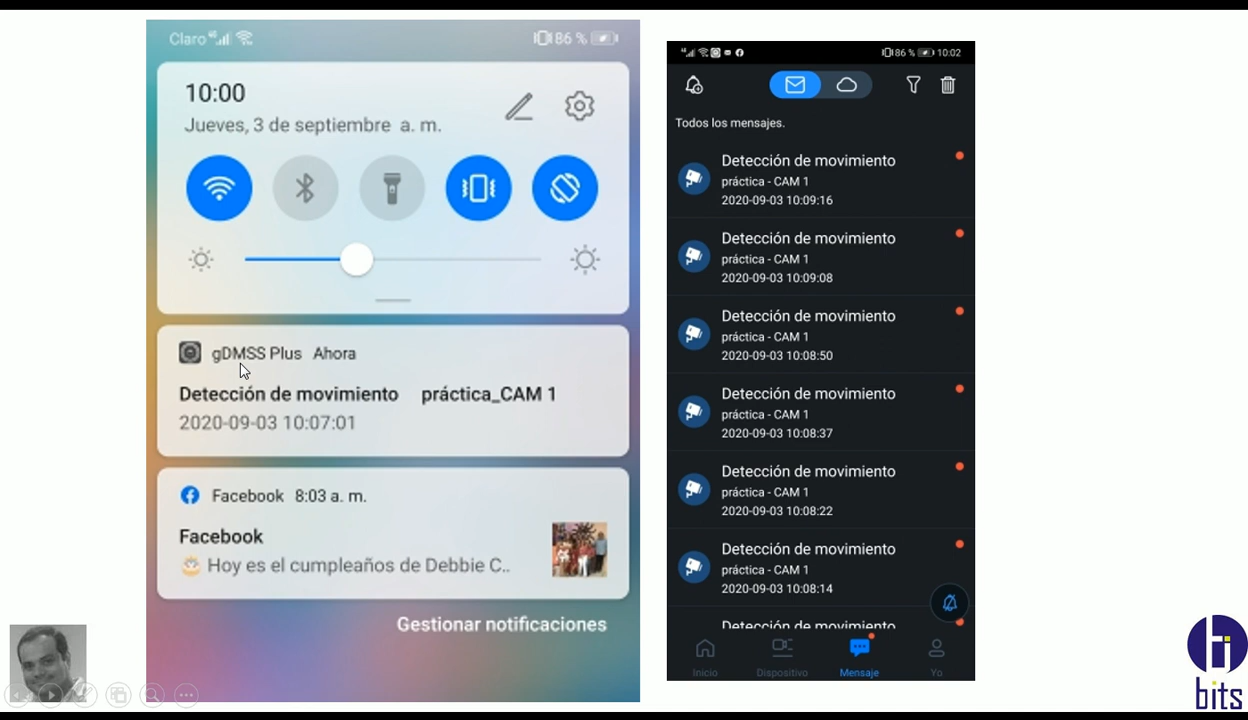 Claro 4G 86 %
10:00
Jueves, 3 de septiembre a. m.
gDMSS Plus Ahora
Detección de movimiento práctica_CAM 1
2020-09-03 10:07:01
Facebook 8:03 a. m.
Facebook
Hoy es el cumpleaños de Debbie C..
Gestionar notificaciones
86 % 10:02
Todos los mensajes.
Detección de movimiento
práctica - CAM 1
2020-09-03 10:09:16
Detección de movimiento
práctica - CAM 1
2020-09-03 10:09:08
Detección de movimiento
práctica - CAM 1
2020-09-03 10:08:50
Detección de movimiento
práctica - CAM 1
2020-09-03 10:08:37
Detección de movimiento
práctica - CAM 1
2020-09-03 10:08:22
Detección de movimiento
práctica - CAM 1
2020-09-03 10:08:14
Detección de movimiento
Inicio Dispositivo Mensaje Yo
bits